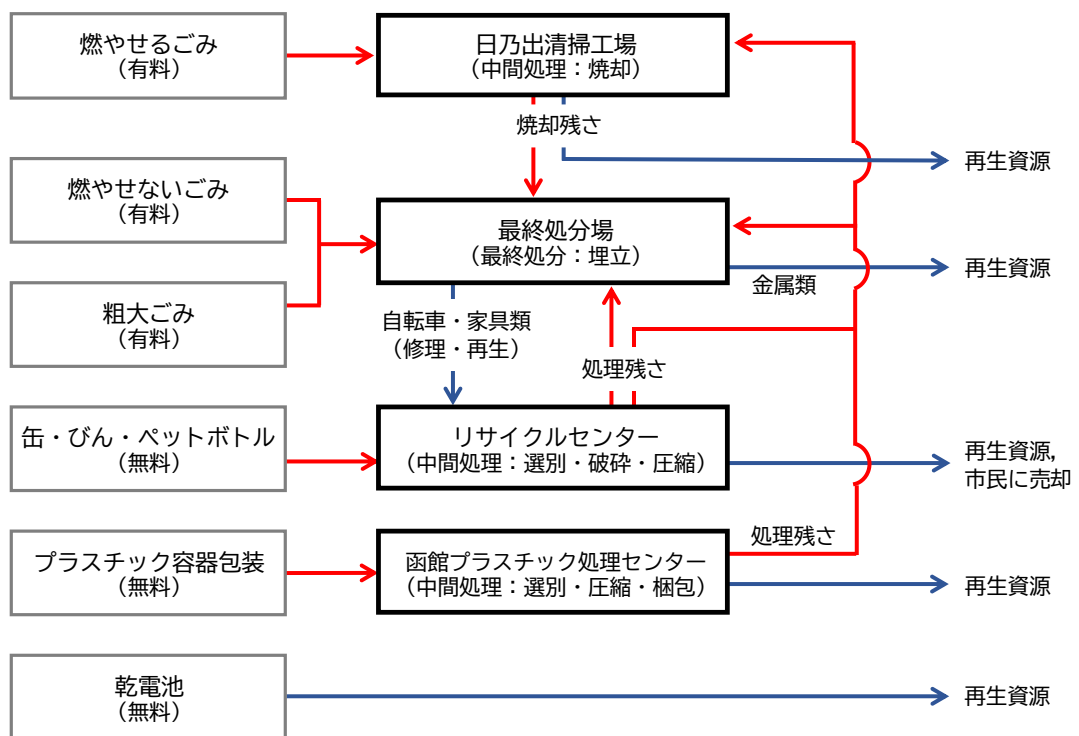 燃やせるごみ
（有料）
日乃出清掃工場
（中間処理：焼却）
焼却残さ
再生資源
燃やせないごみ
（有料）
最終処分場
（最終処分：埋立）
再生資源
金属類
粗大ごみ
（有料）
自転車・家具類
（修理・再生）
処理残さ
缶・びん・ペットボトル
（無料）
リサイクルセンター
（中間処理：選別・破砕・圧縮）
再生資源,
市民に売却
処理残さ
プラスチック容器包装
（無料）
函館プラスチック処理センター
（中間処理：選別・圧縮・梱包）
再生資源
乾電池
（無料）
再生資源